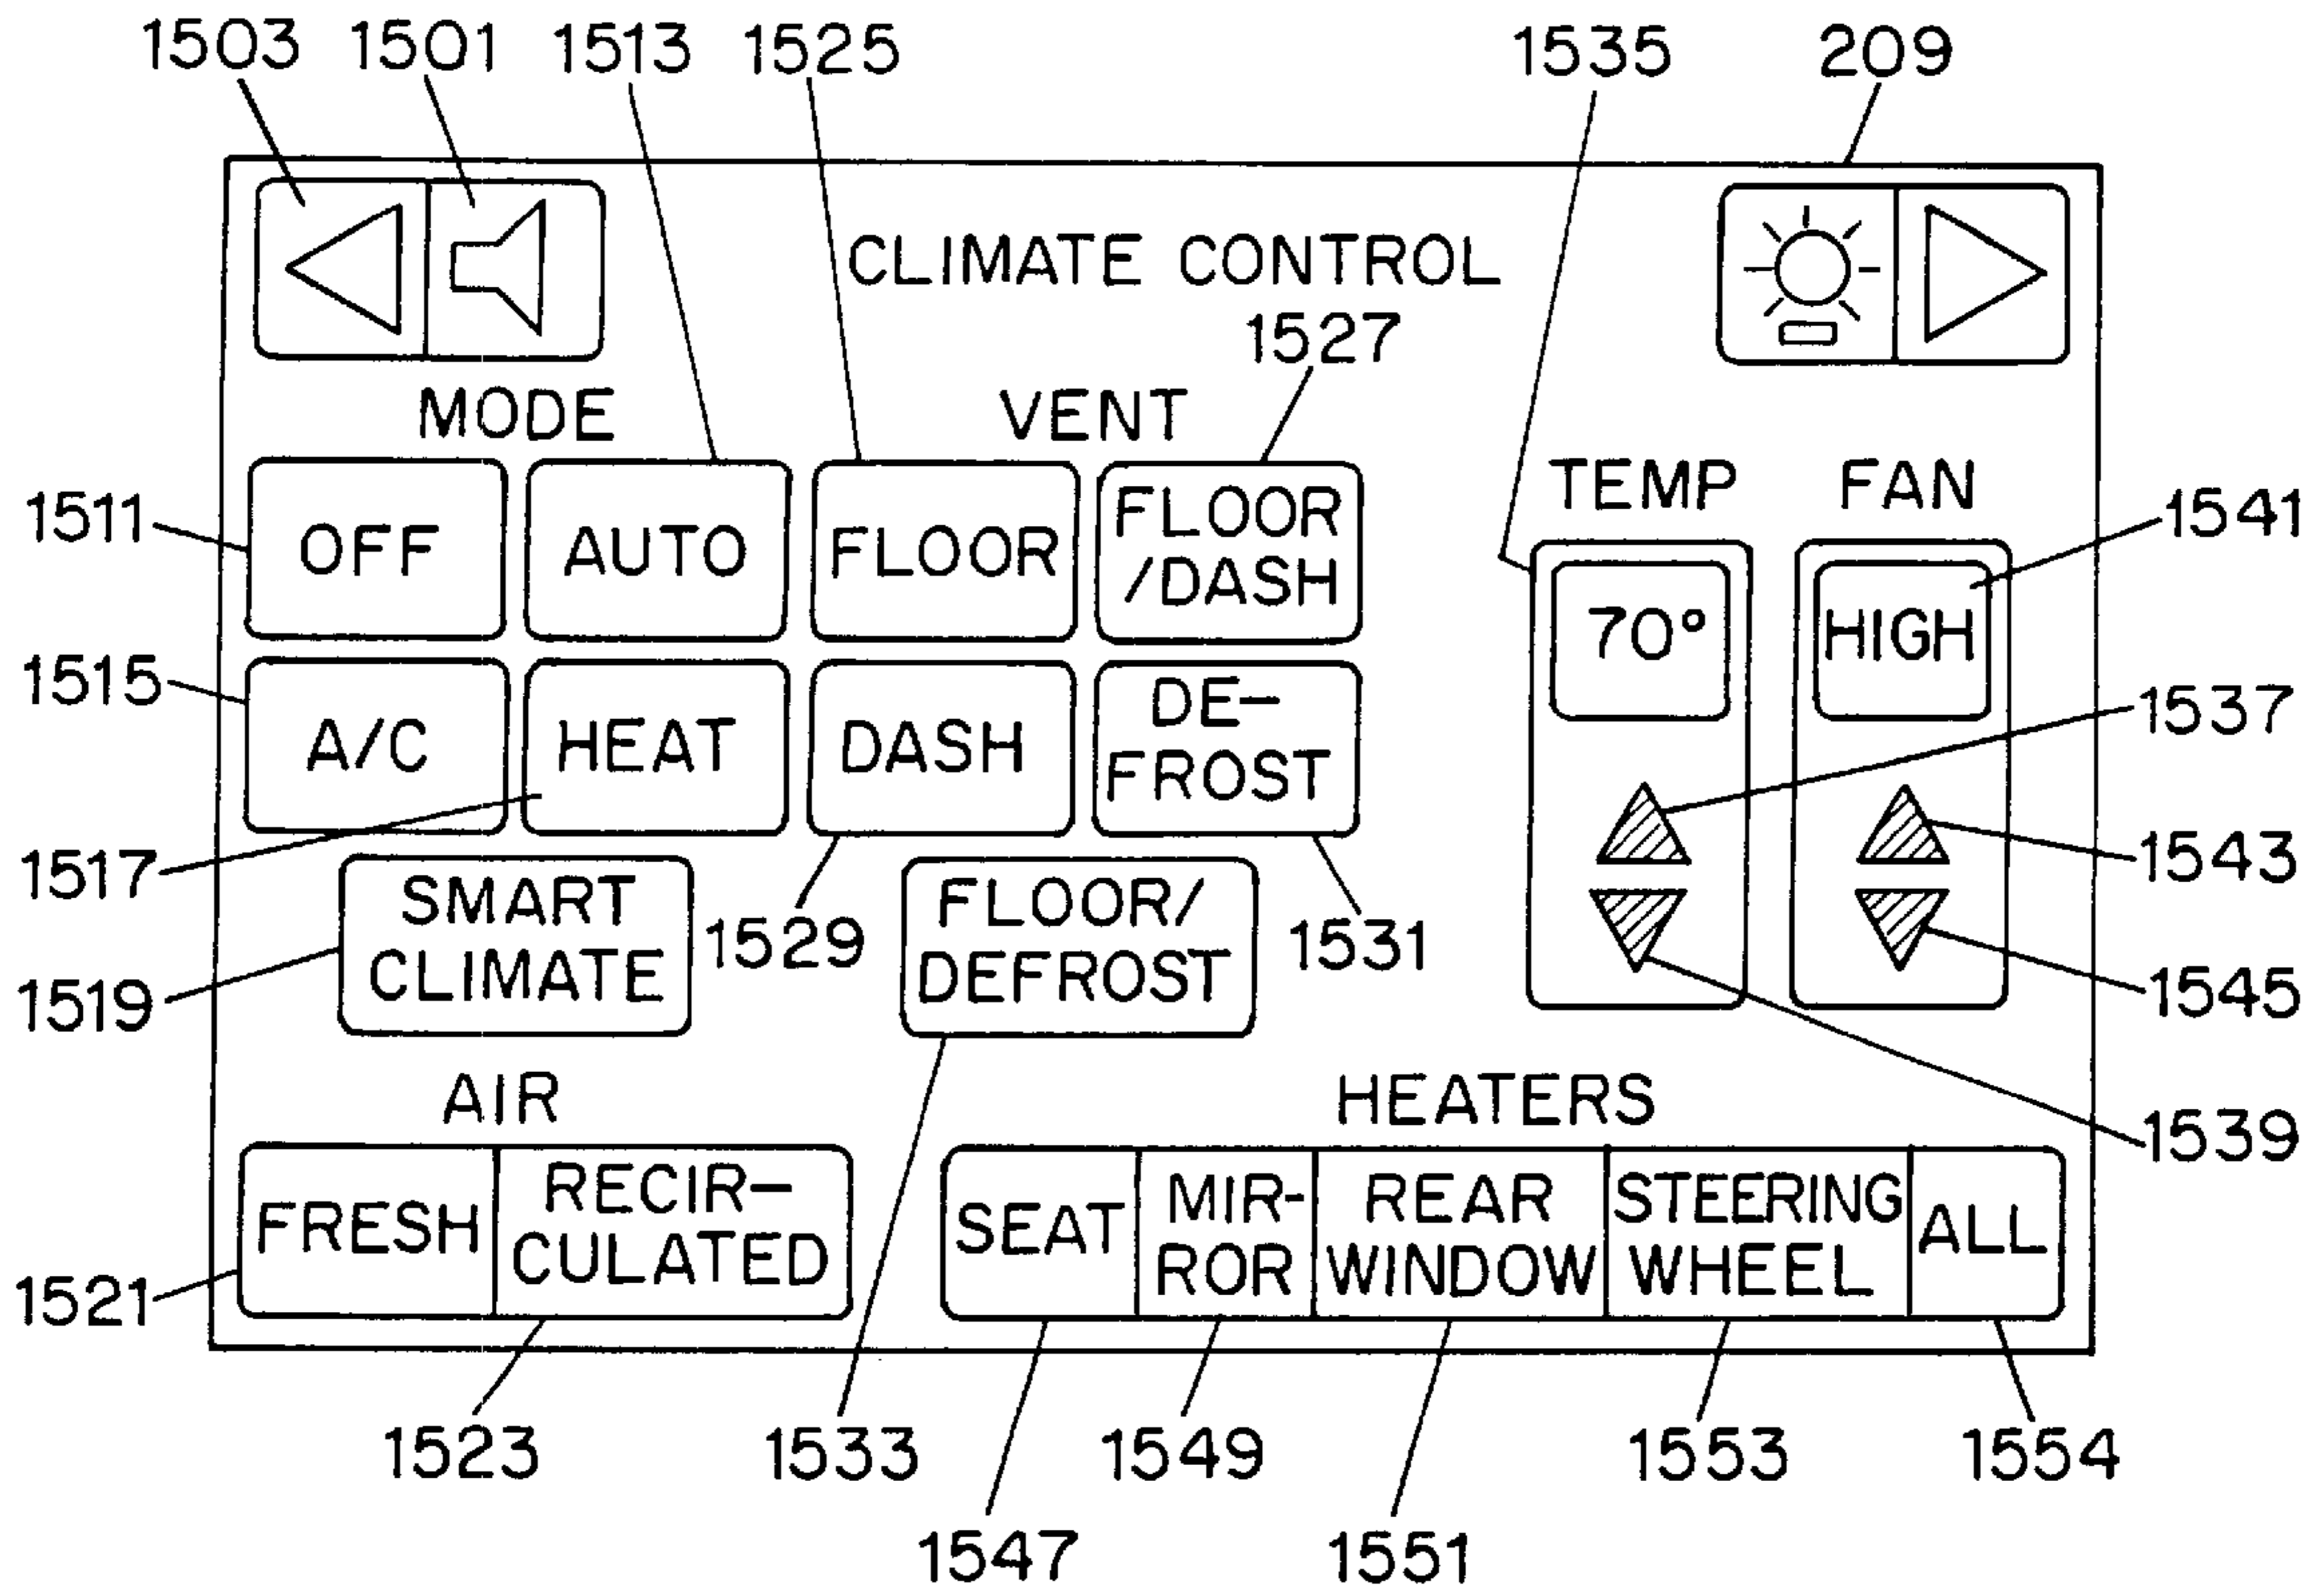 1503 1501 1513 1525 1535 209
CLIMATE CONTROL
1527
MODE VENT
TEMP FAN
1511 OFF AUTO FLOOR FLOOR
/DASH
1541
70° HIGH
1515 A/C HEAT DASH DE-
FROST
1537
1517
1543
SMART
CLIMATE
1529
FLOOR/
DEFROST
1531
1519
1545
AIR HEATERS
1539
FRESH RECIR-
CULATED
SEAT MIR-
ROR
REAR
WINDOW
STEERING
WHEEL
ALL
1521
1523 1533 1549 1553 1554
1547 1551